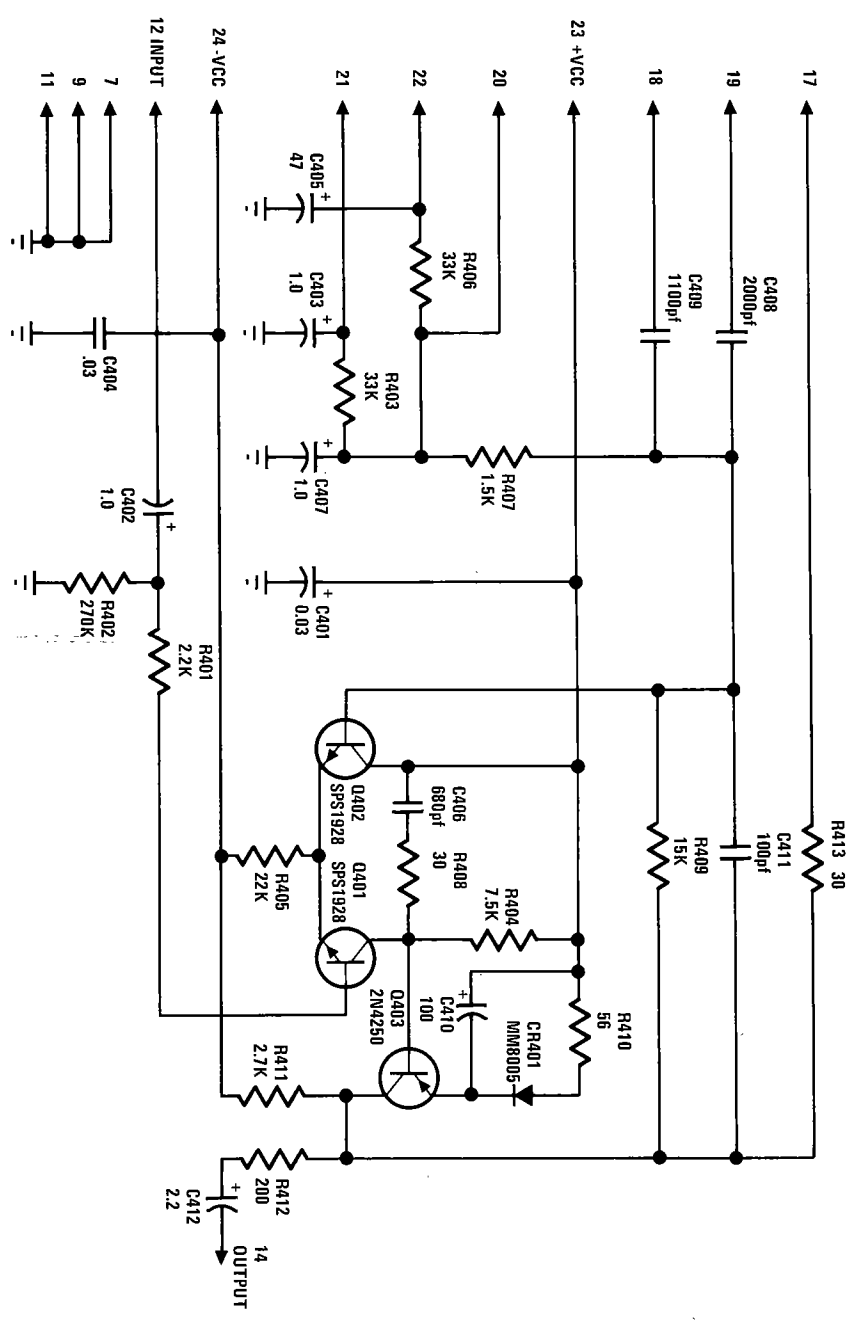 17
19
18
23 +VCC
20
22
21
24 -VCC
12 INPUT
7
9
11
R413 30
C408
2000pf
C411
100pf
C409
1100pf
R409
15K
R407
1.5K
R410
56
CR401
MM8005
R404
7.5K
C410
100
+
R406
33K
C405
47
+
C406
680pf
R408
30
Q403
2N4250
R403
33K
C403
1.0
+
C407
1.0
+
C401
0.03
+
Q402
SPS1928
Q401
SPS1928
R405
22K
R411
2.7K
R412
200
C412
2.2
+
14
OUTPUT
R401
2.2K
C402
1.0
+
R402
270K
C404
.03